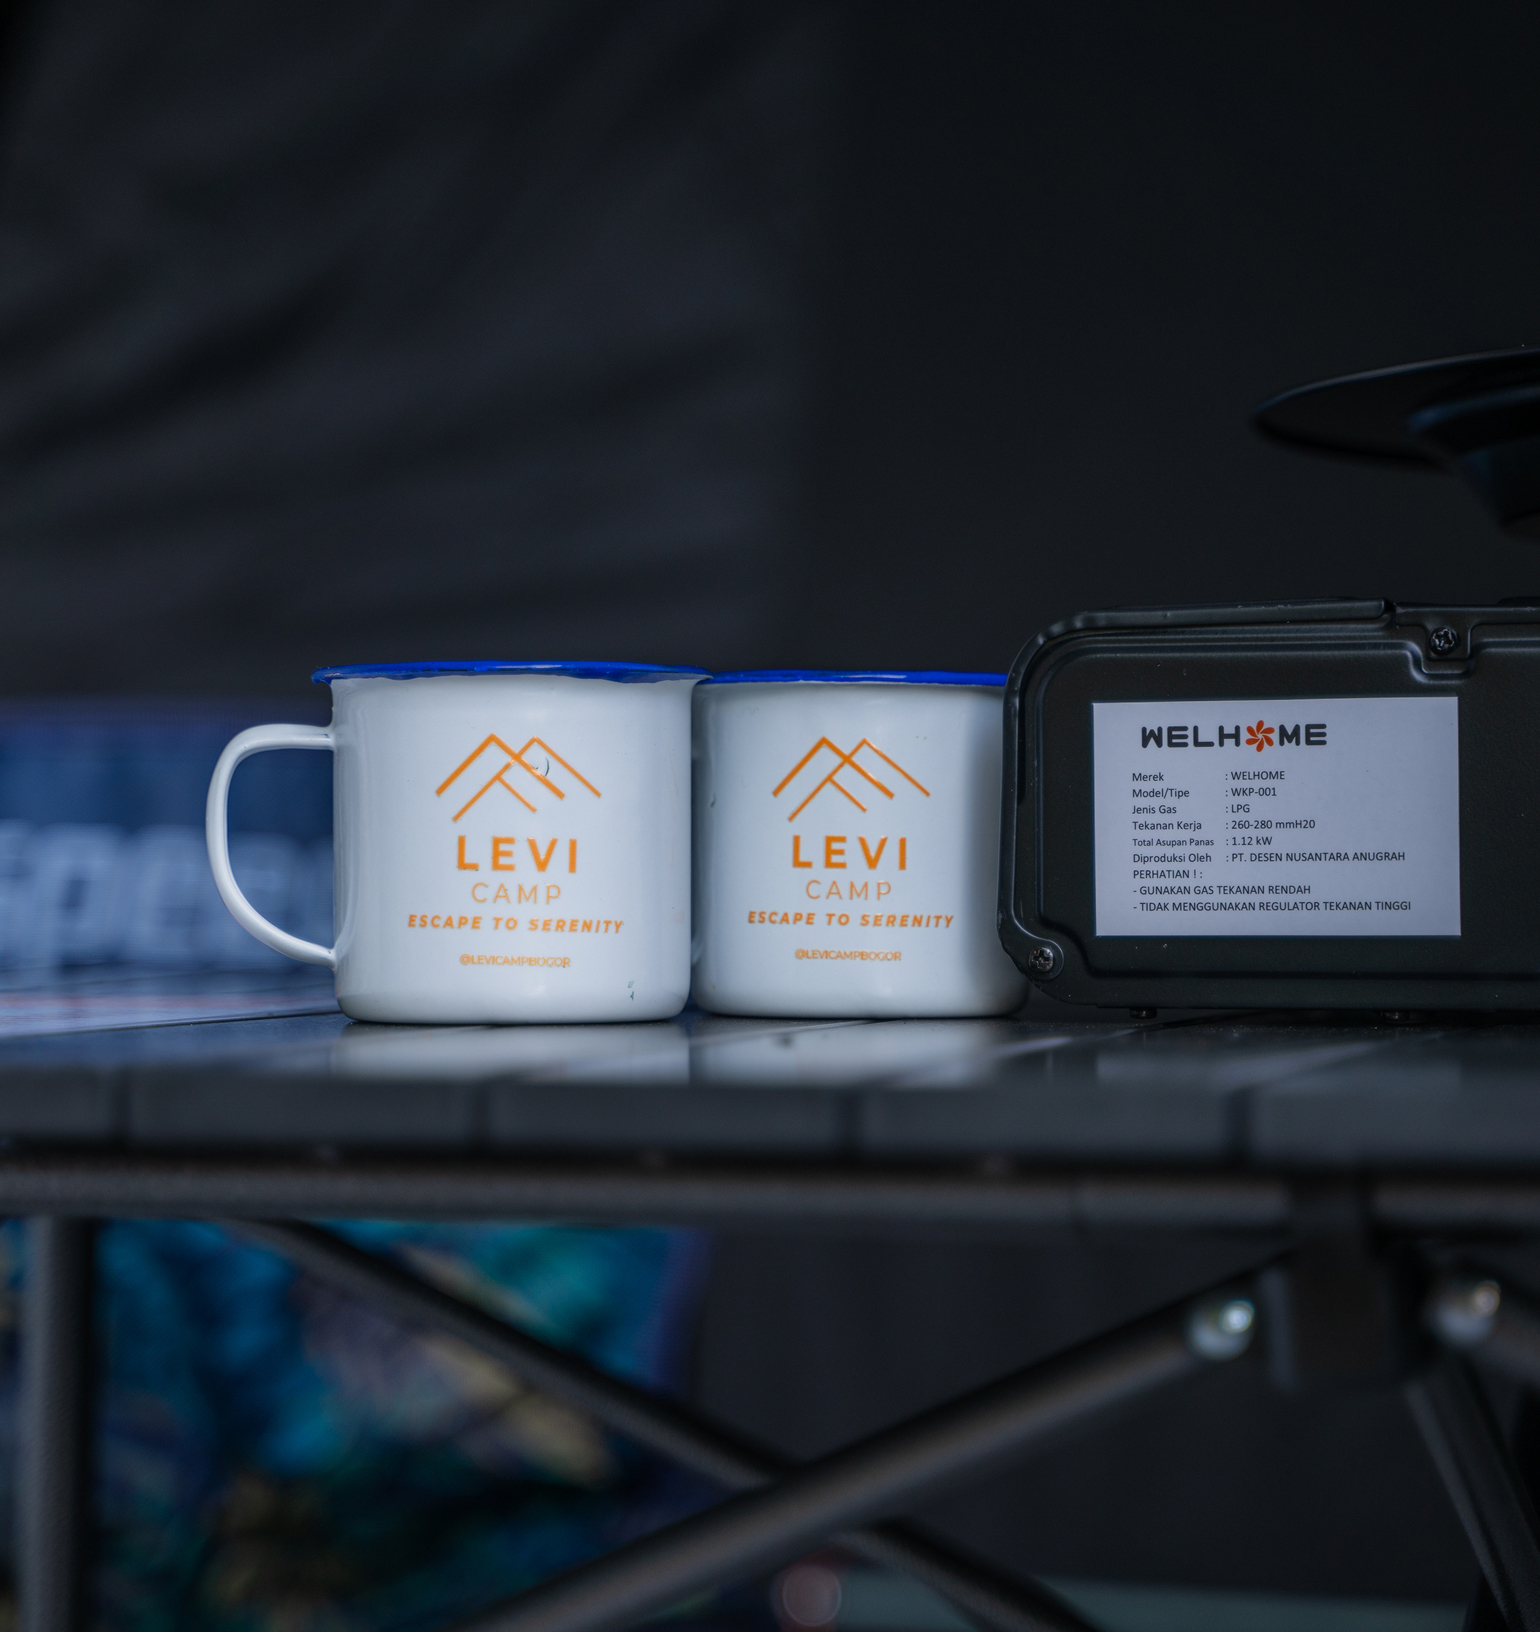 LEVI
CAMP
ESCAPE TO SERENITY
@LEVICAMPBOGOR
LEVI
CAMP
ESCAPE TO SERENITY
@LEVICAMPBOGOR
WELHOME
Merek : WELHOME
Model/Tipe : WKP-001
Jenis Gas : LPG
Tekanan Kerja : 260-280 mmH20
Total Asupan Panas : 1.12 kW
Diproduksi Oleh : PT. DESEN NUSANTARA ANUGRAH
PERHATIAN ! :
- GUNAKAN GAS TEKANAN RENDAH
- TIDAK MENGGUNAKAN REGULATOR TEKANAN TINGGI